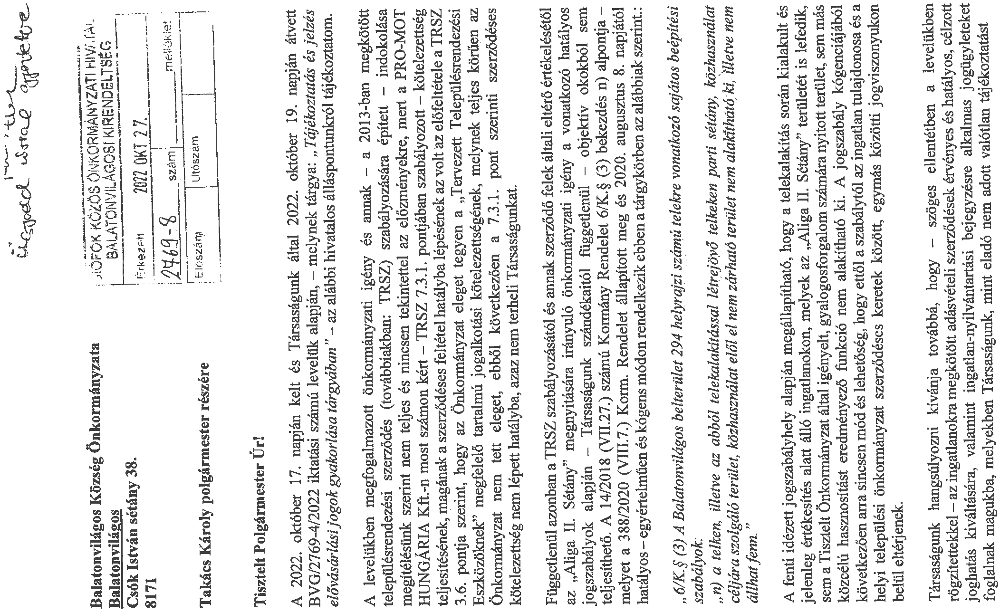 Balatonvilágos Község Önkormányzata
Balatonvilágos
Csók István sétány 38.
8171
SIÓFOK KÖZÖS ÖNKORMÁNYZATI HIVATAL
BALATONVILÁGOSI KIRENDELTSÉG
Érkezett 2022 OKT 27.
2769-8 szám melléklet
Előszám Utószám
Takács Károly polgármester részére
Tisztelt Polgármester Úr!
A 2022. október 17. napján kelt és Társaságunk által 2022. október 19. napján átvett
BVG/2769-4/2022 iktatási számú levelük alapján, – melynek tárgya: „Tájékoztatás és jelzés
elővásárlási jogok gyakorlása tárgyában” – az alábbi hivatalos álláspontunkról tájékoztatom.
A levelükben megfogalmazott önkormányzati igény és annak – a 2013-ban megkötött
településrendezési szerződés (továbbiakban: TRSZ) szabályozására épített – indokolása
megítélésünk szerint nem teljes és nincsen tekintettel az előzményekre, mert a PRO-MOT
HUNGÁRIA Kft.-n most számon kért – TRSZ 7.3.1. pontjában szabályozott – kötelezettség
teljesítésének, magának a szerződéses feltétel hatályba lépésének az volt az előfeltétele a TRSZ
3.6. pontja szerint, hogy az Önkormányzat eleget tegyen a „Tervezett Településrendezési
Eszközöknek” megfelelő tartalmú jogalkotási kötelezettségének, melynek teljes körűen az
Önkormányzat nem tett eleget, ebből következően a 7.3.1. pont szerinti szerződéses
kötelezettség nem lépett hatályba, azaz nem terheli Társaságunkat.
Függetlenül azonban a TRSZ szabályozásától és annak szerződő felek általi eltérő értékelésétől
az „Aliga II. Sétány” megnyitására irányuló önkormányzati igény a vonatkozó hatályos
jogszabályok alapján – Társaságunk szándékaitól függetlenül – objektív okokból sem
teljesíthető. A 14/2018 (VII.27.) számú Kormány Rendelet 6/K.§ (3) bekezdés n) alpontja –
melyet a 388/2020 (VIII.7.) Korm. Rendelet állapított meg és 2020. augusztus 8. napjától
hatályos – egyértelműen és kógens módon rendelkezik ebben a tárgykörben az alábbiak szerint.:
„6/K.§ (3) A Balatonvilágos belterület 294 helyrajzi számú telekre vonatkozó sajátos beépítési
szabályok:
„n) a telken, illetve az abból telekalakítással létrejövő telkeken parti sétány, közhasználat
céljára szolgáló terület, közhasználat elől el nem zárható terület nem alakítható ki, illetve nem
állhat fenn.”
A fenti idézett jogszabályhely alapján megállapítható, hogy a telekalakítás során kialakult és
jelenleg értékesítés alatt álló ingatlanokon, melyek az „Aliga II. Sétány” területét is lefedik,
sem a Tisztelt Önkormányzat által igényelt, gyalogosforgalom számára nyitott terület, sem más
közcélú hasznosítást eredményező funkció nem alakítható ki. A jogszabály kógenciájából
következően arra sincsen mód és lehetőség, hogy ettől a szabálytól az ingatlan tulajdonosa és a
helyi települési önkormányzat szerződéses keretek között, egymás közötti jogviszonyukon
belül eltérjenek.
Társaságunk hangsúlyozni kívánja továbbá, hogy – szöges ellentétben a levelükben
rögzítettekkel – az ingatlanokra megkötött adásvételi szerződések érvényes és hatályos, célzott
joghatás kiváltására, valamint ingatlan-nyilvántartási bejegyzésre alkalmas jogügyleteket
foglalnak magukba, melyekben Társaságunk, mint eladó nem adott valótlan tájékoztatást